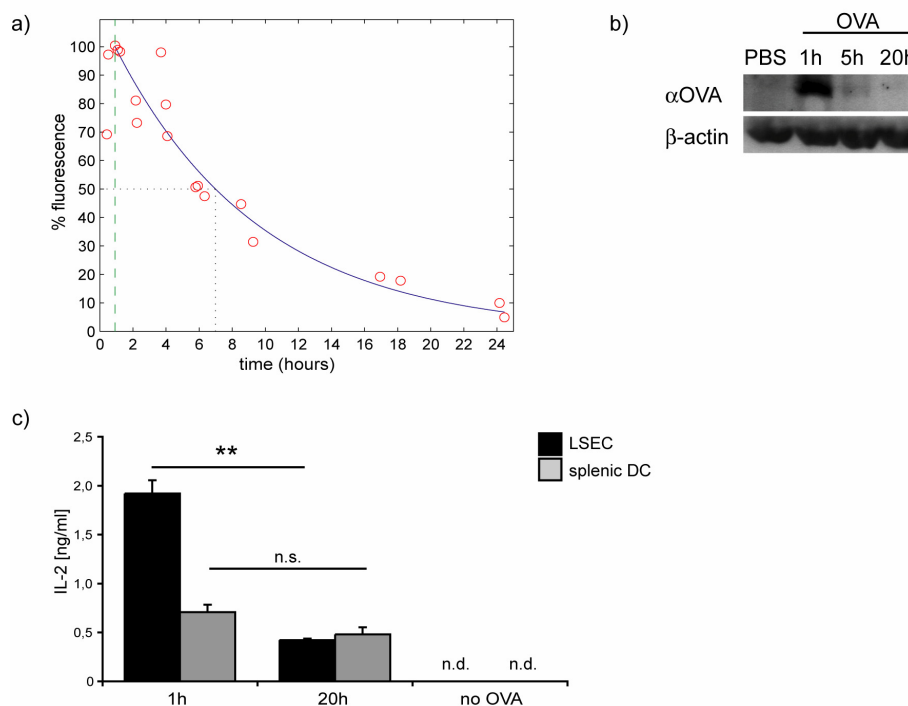 a)
100
90
80
70
60
50
40
30
20
10
0
% fluorescence
0 2 4 6 8 10 12 14 16 18 20 22 24
time (hours)
b)
OVA
PBS 1h 5h 20h
αOVA
β-actin
c)
2,5
2,0
1,5
1,0
0,5
0
IL-2 [ng/ml]
**
n.s.
n.d. n.d.
1h 20h no OVA
LSEC
splenic DC